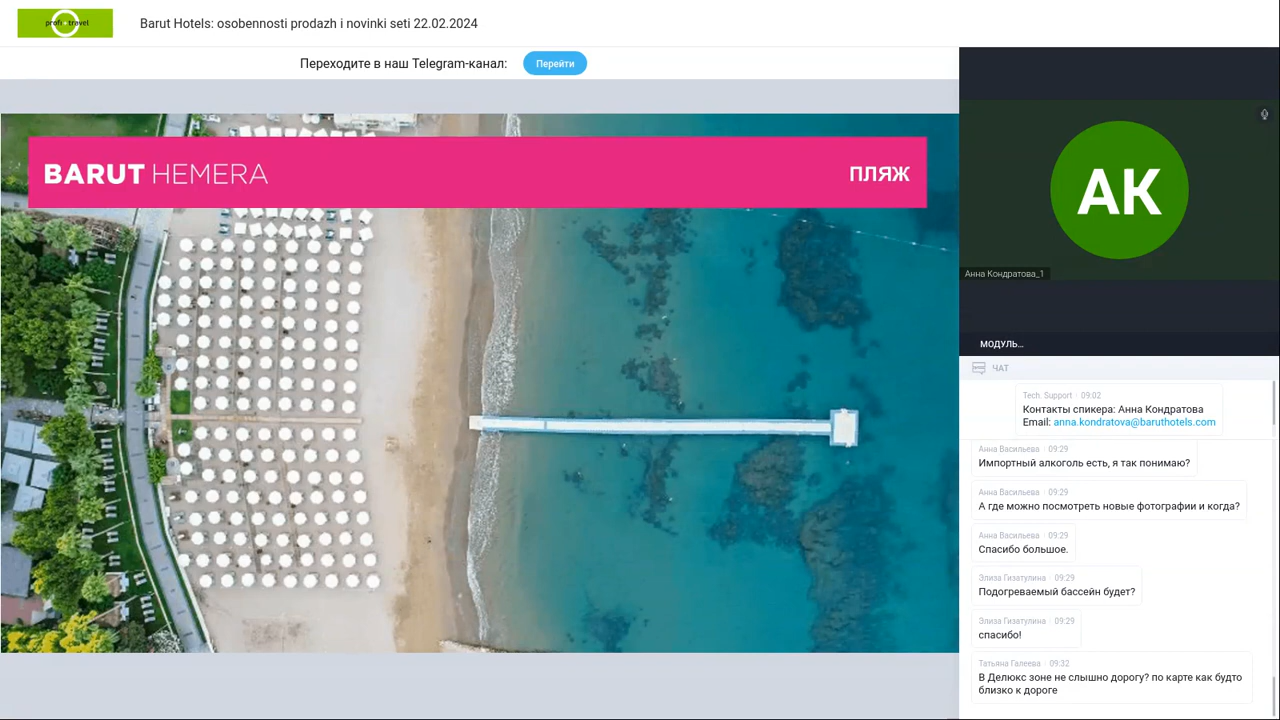 profi travel
Barut Hotels: osobennosti prodazh i novinki seti 22.02.2024
Переходите в наш Telegram-канал:
Перейти
BARUT HEMERA
ПЛЯЖ
АК
Анна Кондратова_1
МОДУЛЬ...
ЧАТ
Tech. Support · 09:02
Контакты спикера: Анна Кондратова
Email: anna.kondratova@baruthotels.com
Анна Васильева · 09:29
Импортный алкоголь есть, я так понимаю?
Анна Васильева · 09:29
А где можно посмотреть новые фотографии и когда?
Анна Васильева · 09:29
Спасибо большое.
Элиза Гизатулина · 09:29
Подогреваемый бассейн будет?
Элиза Гизатулина · 09:29
спасибо!
Татьяна Галеева · 09:32
В Делюкс зоне не слышно дорогу? по карте как будто
близко к дороге